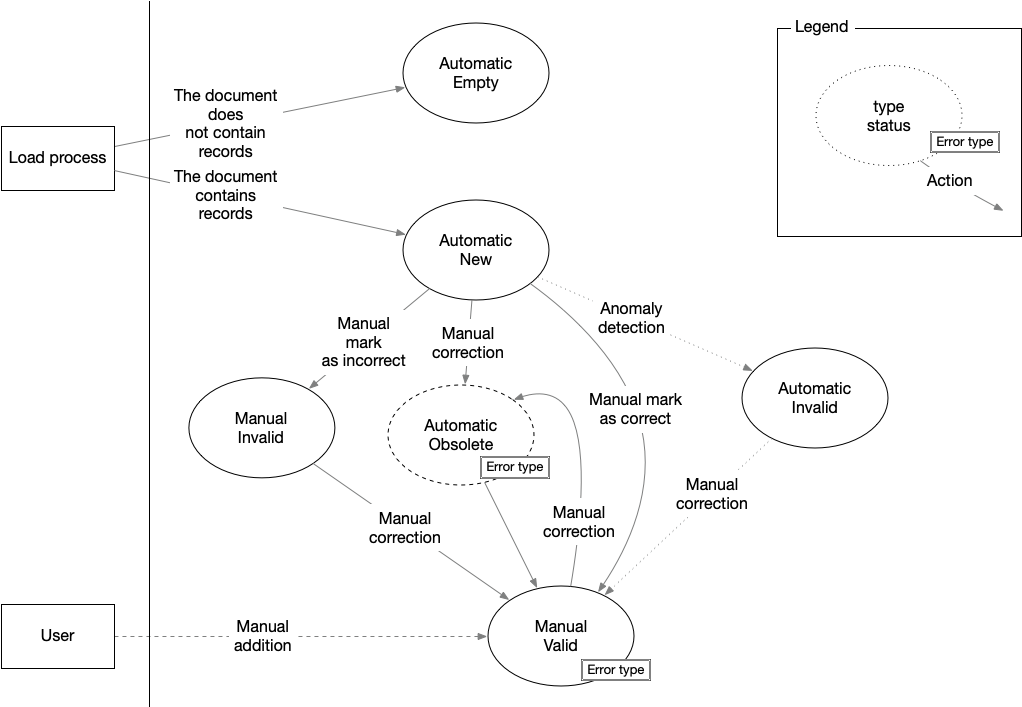 Legend
type
status
Error type
Action
Automatic
Empty
The document
does
not contain
records
Load process
The document
contains
records
Automatic
New
Manual
mark
as incorrect
Manual
correction
Anomaly
detection
Manual mark
as correct
Automatic
Invalid
Manual
Invalid
Automatic
Obsolete
Error type
Manual
correction
Manual
correction
Manual
correction
User
Manual
addition
Manual
Valid
Error type